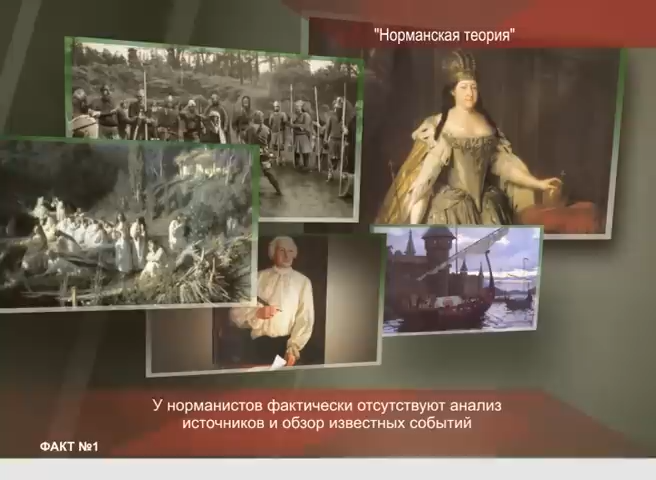 "Норманская теория"
У норманистов фактически отсутствуют анализ
источников и обзор известных событий
ФАКТ №1